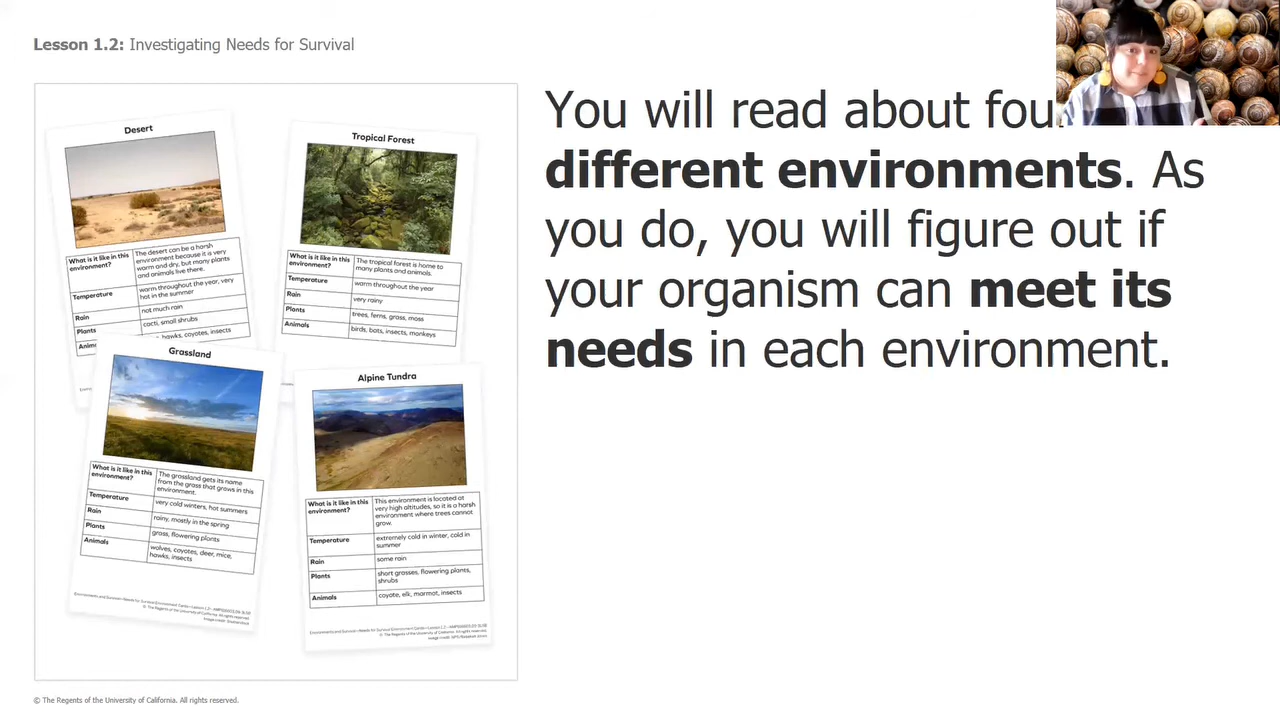 Lesson 1.2: Investigating Needs for Survival
You will read about fou
different environments. As
you do, you will figure out if
your organism can meet its
needs in each environment.
Desert
What is it like in this environment?
The desert can be a harsh
environment because it is very
warm and dry, but many plants
and animals live there.
Temperature
warm throughout the year, very
hot in the summer
Rain
not much rain
Plants
cacti, small shrubs
hawks, coyotes, insects
Tropical Forest
What is it like in this
environment?
The tropical forest is home to
many plants and animals.
Temperature
warm throughout the year
Rain
very rainy
Plants
trees, ferns, grass, moss
Animals
birds, bats, insects, monkeys
Grassland
What is it like in this
environment?
The grassland gets its name
from the grass that grows in this
environment.
Temperature
very cold winters, hot summers
Rain
rainy, mostly in the spring
Plants
grass, flowering plants
Animals
wolves, coyotes, deer, mice,
hawks, insects
Alpine Tundra
What is it like in this
environment?
This environment is located at
very high altitudes, so it is a harsh
environment where trees cannot
grow.
Temperature
extremely cold in winter, cold in
summer
Rain
some rain
Plants
short grasses, flowering plants,
shrubs
Animals
coyote, elk, marmot, insects
© The Regents of the University of California. All rights reserved.